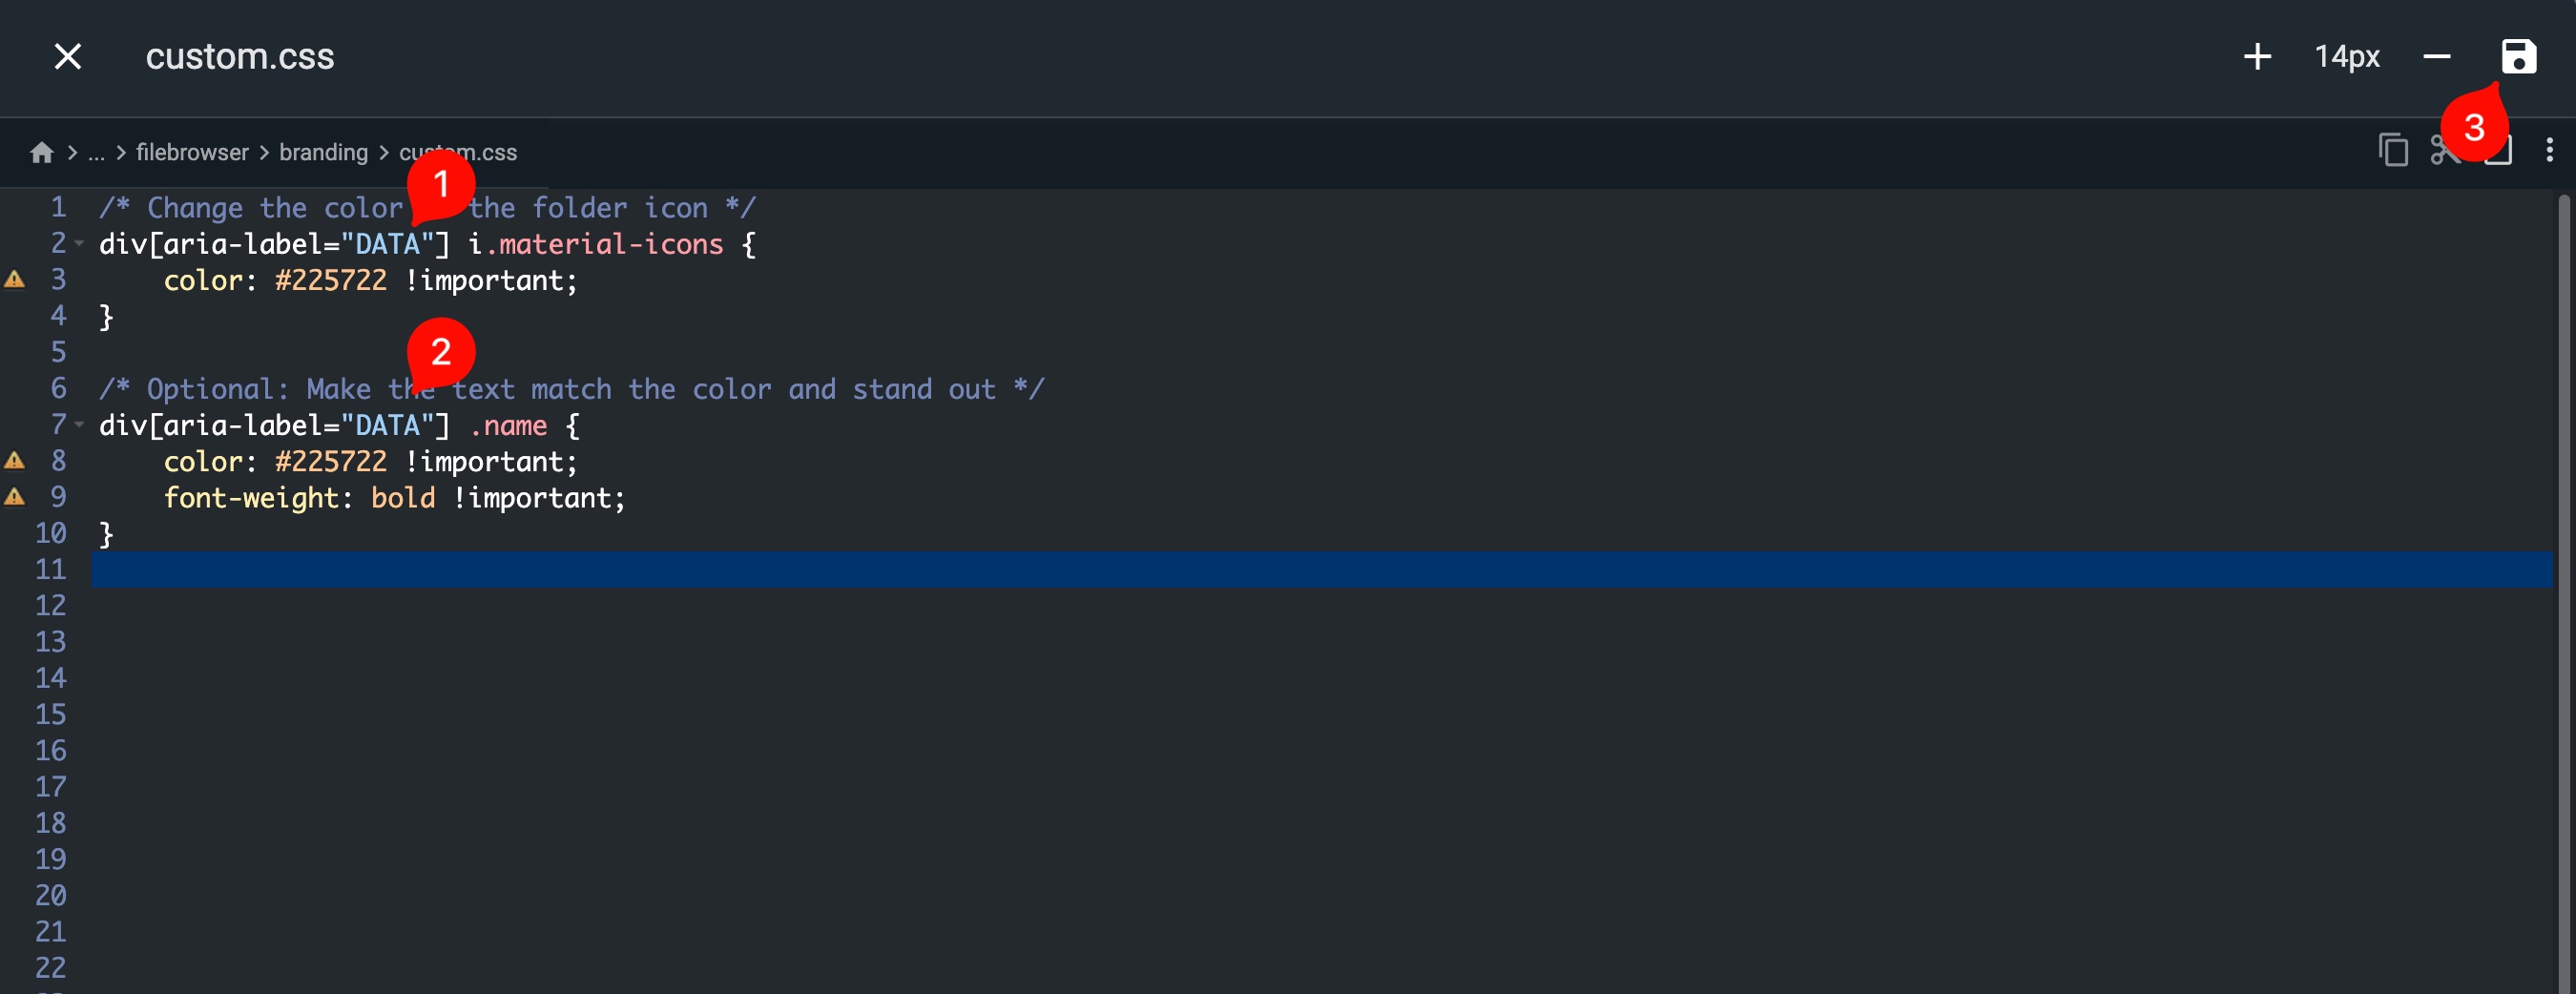 custom.css
14px
3
... filebrowser branding custom.css
1
1 /* Change the color the folder icon */
2 div[aria-label="DATA"] i.material-icons {
3 color: #225722 !important;
4 }
5
2
6 /* Optional: Make the text match the color and stand out */
7 div[aria-label="DATA"] .name {
8 color: #225722 !important;
9 font-weight: bold !important;
10 }
11
12
13
14
15
16
17
18
19
20
21
22